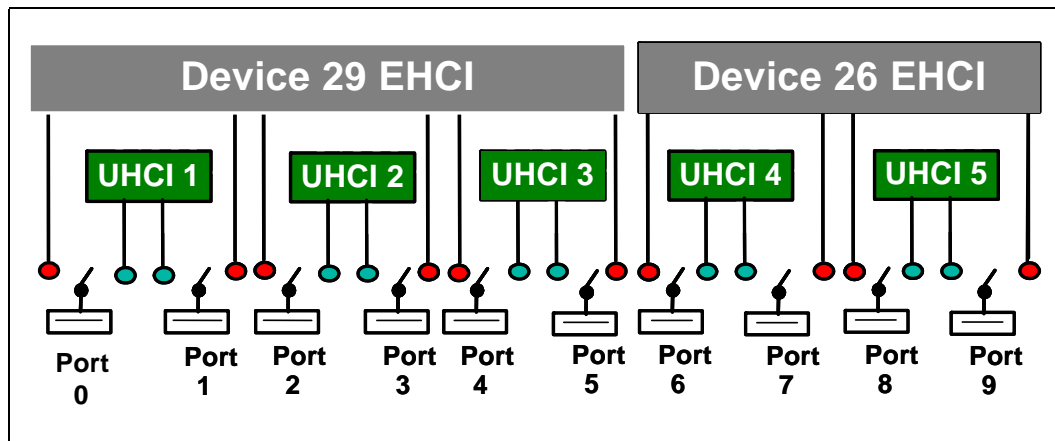 Device 29 EHCI Device 26 EHCI
UHCI 1 UHCI 2 UHCI 3 UHCI 4 UHCI 5
Port Port Port Port Port Port Port Port Port Port
0 1 2 3 4 5 6 7 8 9